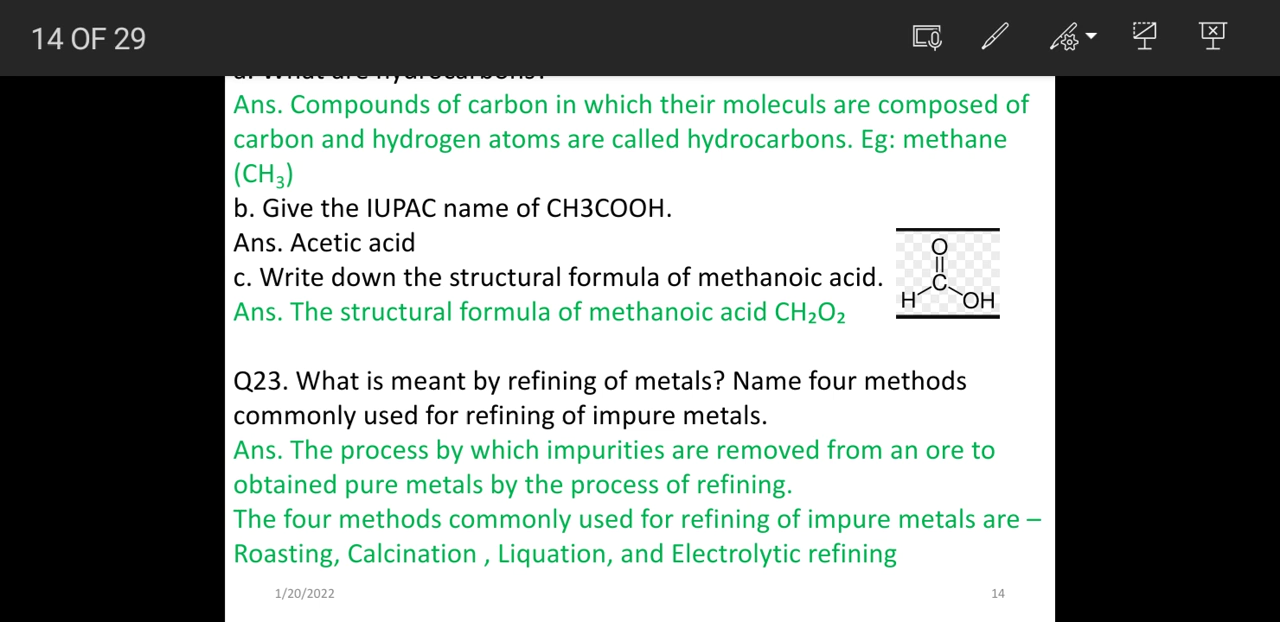 14 OF 29
a. What are hydrocarbons?
Ans. Compounds of carbon in which their moleculs are composed of
carbon and hydrogen atoms are called hydrocarbons. Eg: methane
(CH₃)
b. Give the IUPAC name of CH3COOH.
Ans. Acetic acid
c. Write down the structural formula of methanoic acid.
Ans. The structural formula of methanoic acid CH₂O₂
O
C
H OH
Q23. What is meant by refining of metals? Name four methods
commonly used for refining of impure metals.
Ans. The process by which impurities are removed from an ore to
obtained pure metals by the process of refining.
The four methods commonly used for refining of impure metals are –
Roasting, Calcination , Liquation, and Electrolytic refining
1/20/2022 14